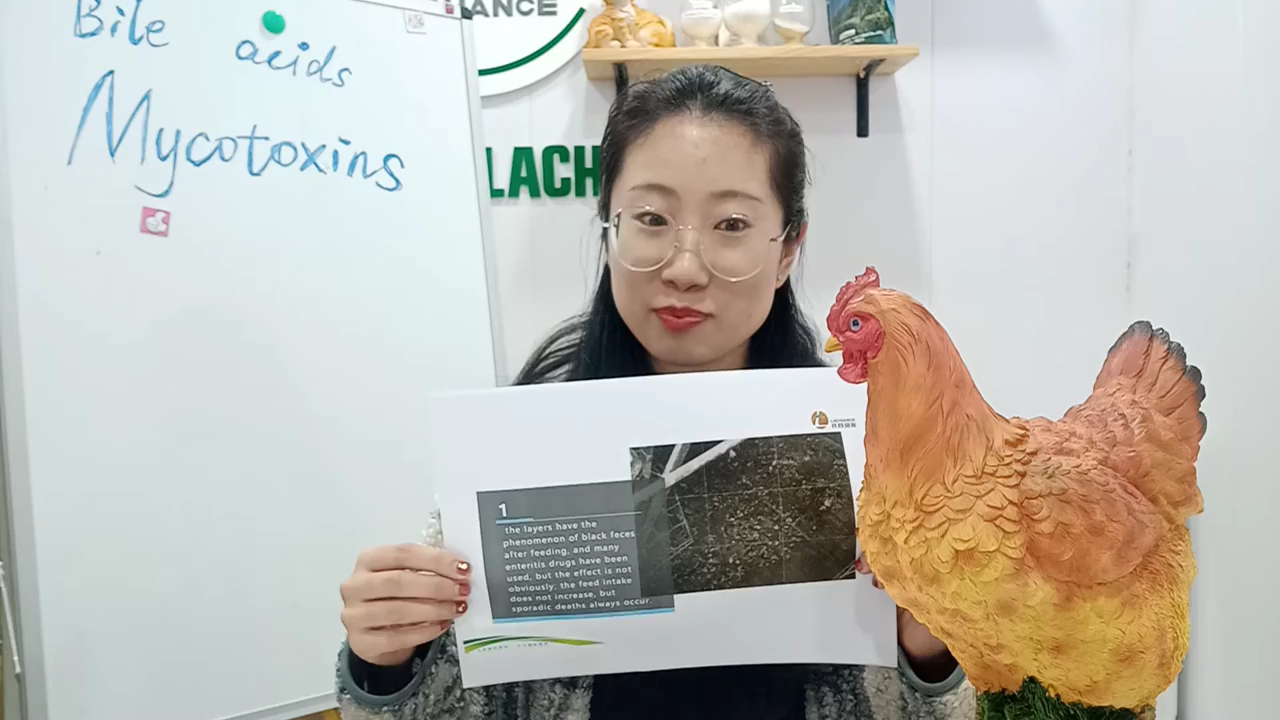 Bile acids
Mycotoxins
IANCE
LACH
1
the layers have the
phenomenon of black feces
after feeding, and many
enteritis drugs have been
used, but the effect is not
obviously; the feed intake
does not increase, but
sporadic deaths always occur.